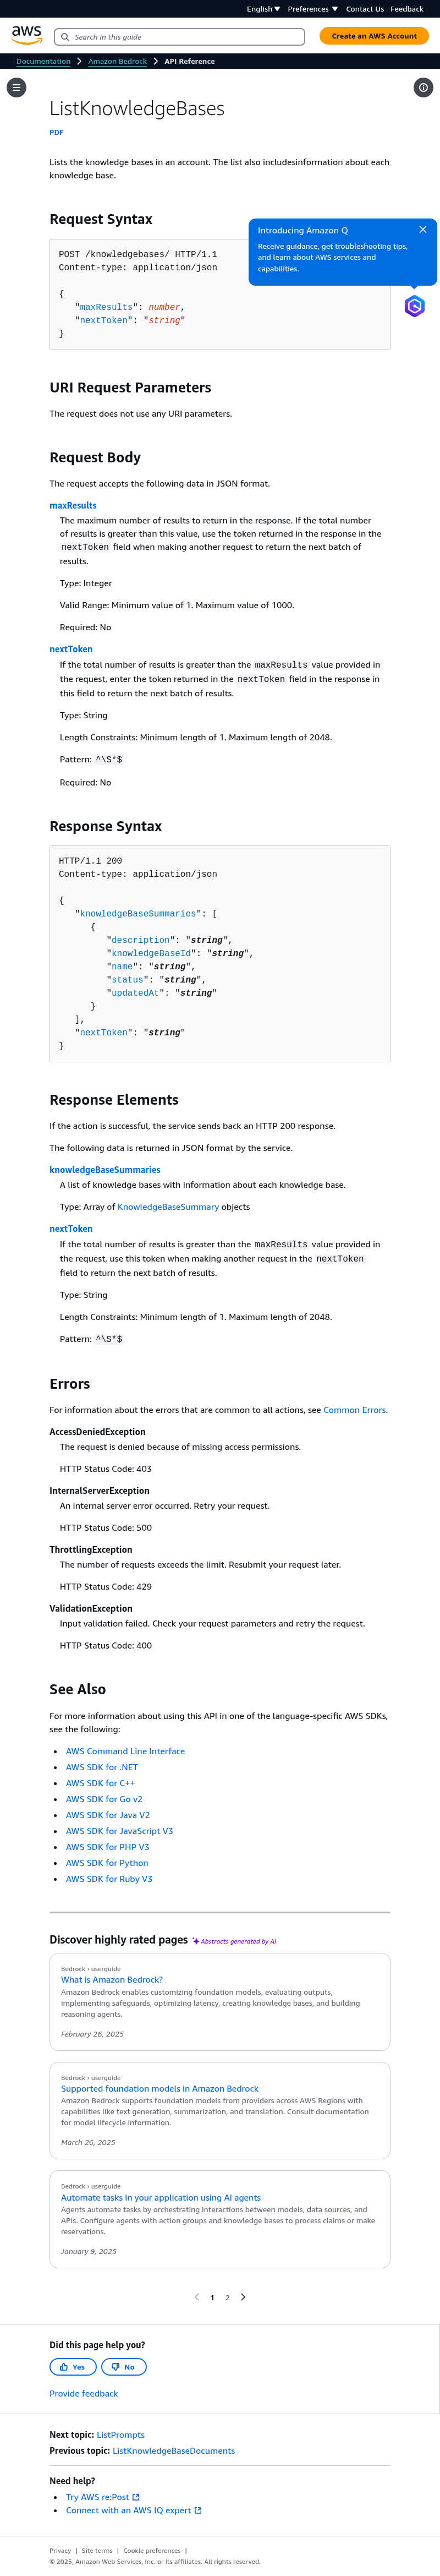 English
Preferences
Contact Us
Feedback
aws
Search in this guide
Create an AWS Account
Documentation
Amazon Bedrock
API Reference
ListKnowledgeBases
PDF
Lists the knowledge bases in an account. The list also includesinformation about each
knowledge base.
Request Syntax
POST /knowledgebases/ HTTP/1.1
Content-type: application/json
{
"maxResults": number,
"nextToken": "string"
}
Introducing Amazon Q
Receive guidance, get troubleshooting tips,
and learn about AWS services and
capabilities.
URI Request Parameters
The request does not use any URI parameters.
Request Body
The request accepts the following data in JSON format.
maxResults
The maximum number of results to return in the response. If the total number
of results is greater than this value, use the token returned in the response in the
nextToken field when making another request to return the next batch of
results.
Type: Integer
Valid Range: Minimum value of 1. Maximum value of 1000.
Required: No
nextToken
If the total number of results is greater than the maxResults value provided in
the request, enter the token returned in the nextToken field in the response in
this field to return the next batch of results.
Type: String
Length Constraints: Minimum length of 1. Maximum length of 2048.
Pattern: ^\S*$
Required: No
Response Syntax
HTTP/1.1 200
Content-type: application/json
{
"knowledgeBaseSummaries": [
{
"description": "string",
"knowledgeBaseId": "string",
"name": "string",
"status": "string",
"updatedAt": "string"
}
],
"nextToken": "string"
}
Response Elements
If the action is successful, the service sends back an HTTP 200 response.
The following data is returned in JSON format by the service.
knowledgeBaseSummaries
A list of knowledge bases with information about each knowledge base.
Type: Array of KnowledgeBaseSummary objects
nextToken
If the total number of results is greater than the maxResults value provided in
the request, use this token when making another request in the nextToken
field to return the next batch of results.
Type: String
Length Constraints: Minimum length of 1. Maximum length of 2048.
Pattern: ^\S*$
Errors
For information about the errors that are common to all actions, see Common Errors.
AccessDeniedException
The request is denied because of missing access permissions.
HTTP Status Code: 403
InternalServerException
An internal server error occurred. Retry your request.
HTTP Status Code: 500
ThrottlingException
The number of requests exceeds the limit. Resubmit your request later.
HTTP Status Code: 429
ValidationException
Input validation failed. Check your request parameters and retry the request.
HTTP Status Code: 400
See Also
For more information about using this API in one of the language-specific AWS SDKs,
see the following:
AWS Command Line Interface
AWS SDK for .NET
AWS SDK for C++
AWS SDK for Go v2
AWS SDK for Java V2
AWS SDK for JavaScript V3
AWS SDK for PHP V3
AWS SDK for Python
AWS SDK for Ruby V3
Discover highly rated pages Abstracts generated by AI
Bedrock › userguide
What is Amazon Bedrock?
Amazon Bedrock enables customizing foundation models, evaluating outputs,
implementing safeguards, optimizing latency, creating knowledge bases, and building
reasoning agents.
February 26, 2025
Bedrock › userguide
Supported foundation models in Amazon Bedrock
Amazon Bedrock supports foundation models from providers across AWS Regions with
capabilities like text generation, summarization, and translation. Consult documentation
for model lifecycle information.
March 26, 2025
Bedrock › userguide
Automate tasks in your application using AI agents
Agents automate tasks by orchestrating interactions between models, data sources, and
APIs. Configure agents with action groups and knowledge bases to process claims or make
reservations.
January 9, 2025
1 2
Did this page help you?
Yes
No
Provide feedback
Next topic: ListPrompts
Previous topic: ListKnowledgeBaseDocuments
Need help?
Try AWS re:Post
Connect with an AWS IQ expert
Privacy | Site terms | Cookie preferences |
© 2025, Amazon Web Services, Inc. or its affiliates. All rights reserved.